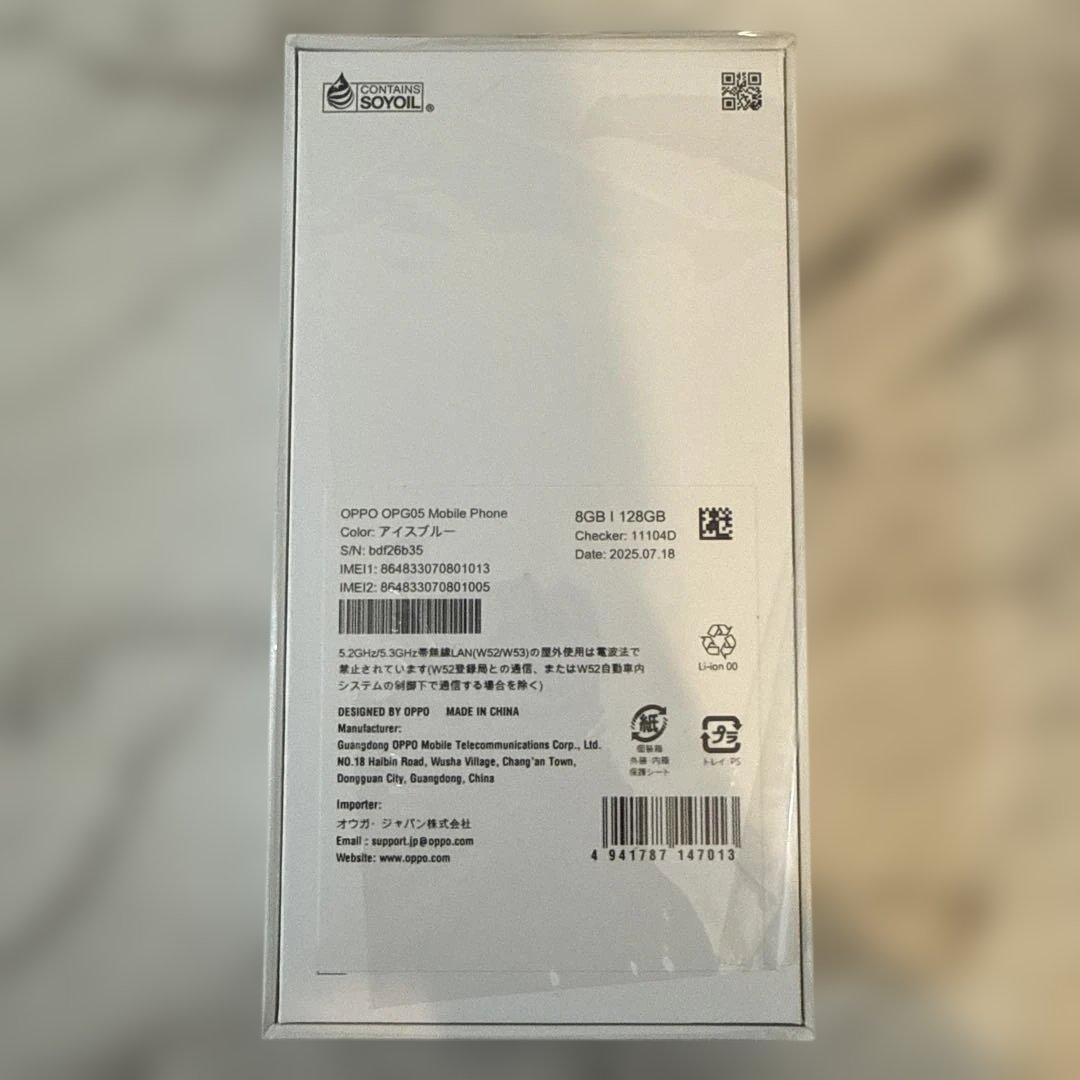 CONTAINS
SOYOIL®
OPPO OPG05 Mobile Phone
Color: アイスブルー
S/N: bdf26b35
IMEI1: 864833070801013
IMEI2: 864833070801005
8GB | 128GB
Checker: 11104D
Date: 2025.07.18
5.2GHz/5.3GHz帯無線LAN(W52/W53)の屋外使用は電波法で
禁止されています(W52登録局との通信、またはW52自動車内
システムの制御下で通信する場合を除く)
Li-ion 00
DESIGNED BY OPPO MADE IN CHINA
Manufacturer:
Guangdong OPPO Mobile Telecommunications Corp., Ltd.
NO.18 Haibin Road, Wusha Village, Chang'an Town,
Dongguan City, Guangdong, China
紙
個装箱
外装·内箱
保護シート
プラ
トレイ:PS
Importer:
オウガ・ジャパン株式会社
Email : support.jp@oppo.com
Website: www.oppo.com
4 941787 147013